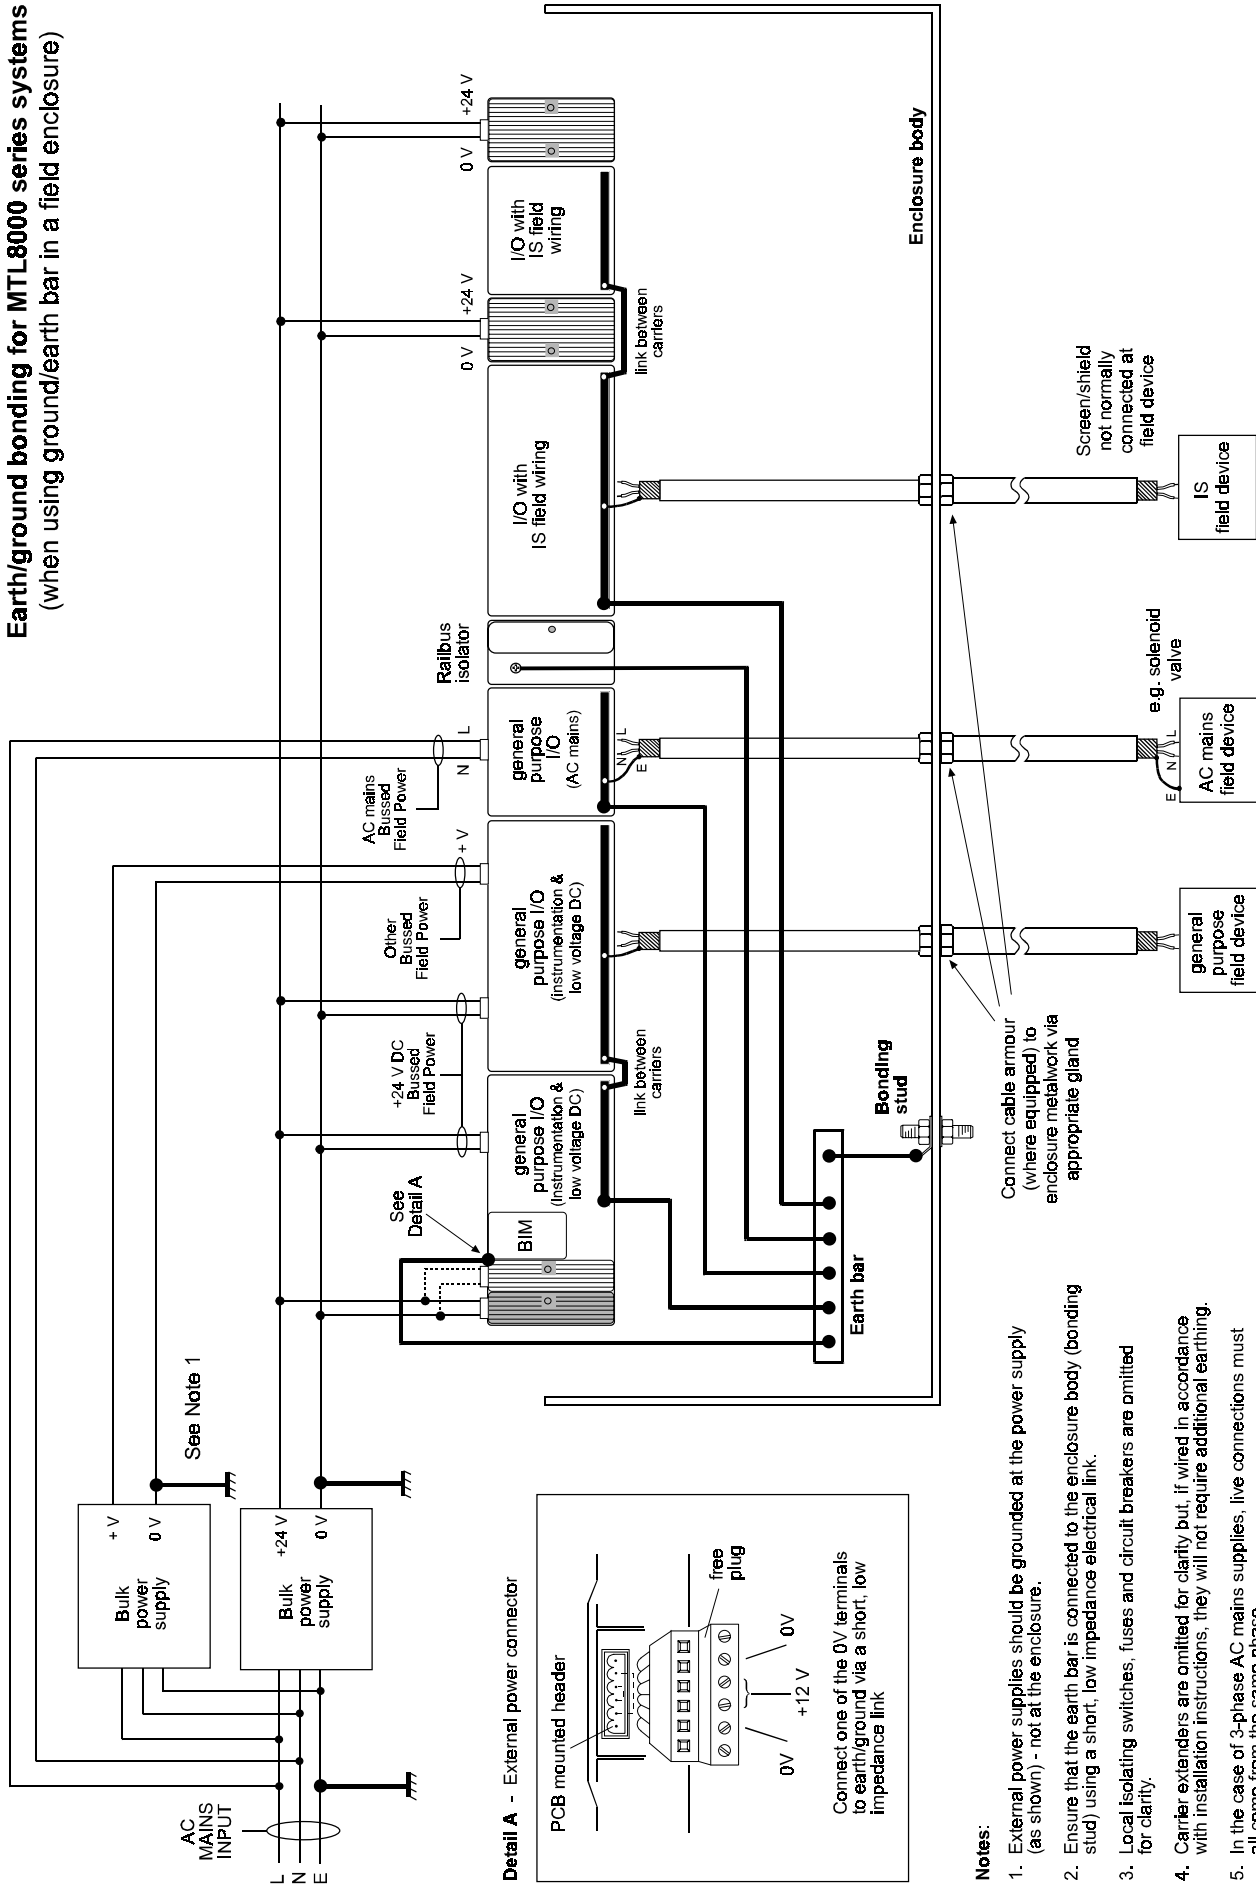 Earth/ground bonding for MTL8000 series systems
(when using ground/earth bar in a field enclosure)
AC
MAINS
INPUT
L
N
E
Bulk
power
supply
+ V
0 V
See Note 1
Bulk
power
supply
+24 V
0 V
+24 V DC
Bussed
Field Power
Other
Bussed
Field Power
+ V
AC mains
Bussed
Field Power
N
L
Railbus
isolator
0 V
+24 V
0 V
+24 V
See
Detail A
BIM
general
purpose I/O
(Instrumentation &
low voltage DC)
general
purpose I/O
(instrumentation &
low voltage DC)
general
purpose
I/O
(AC mains)
I/O with
IS field wiring
I/O with
IS field
wiring
link between
carriers
link between
carriers
N
L
E
Earth bar
Bonding
stud
Enclosure body
Connect cable armour
(where equipped) to
enclosure metalwork via
appropriate gland
Screen/shield
not normally
connected at
field device
e.g. solenoid
valve
E
N
L
general
purpose
field device
AC mains
field device
IS
field device
Detail A - External power connector
PCB mounted header
free
plug
0V
+12 V
0V
Connect one of the 0V terminals
to earth/ground via a short, low
impedance link
Notes:
1. External power supplies should be grounded at the power supply
(as shown) - not at the enclosure.
2. Ensure that the earth bar is connected to the enclosure body (bonding
stud) using a short, low impedance electrical link.
3. Local isolating switches, fuses and circuit breakers are omitted
for clarity.
4. Carrier extenders are omitted for clarity but, if wired in accordance
with installation instructions, they will not require additional earthing.
5. In the case of 3-phase AC mains supplies, live connections must
all come from the same phase